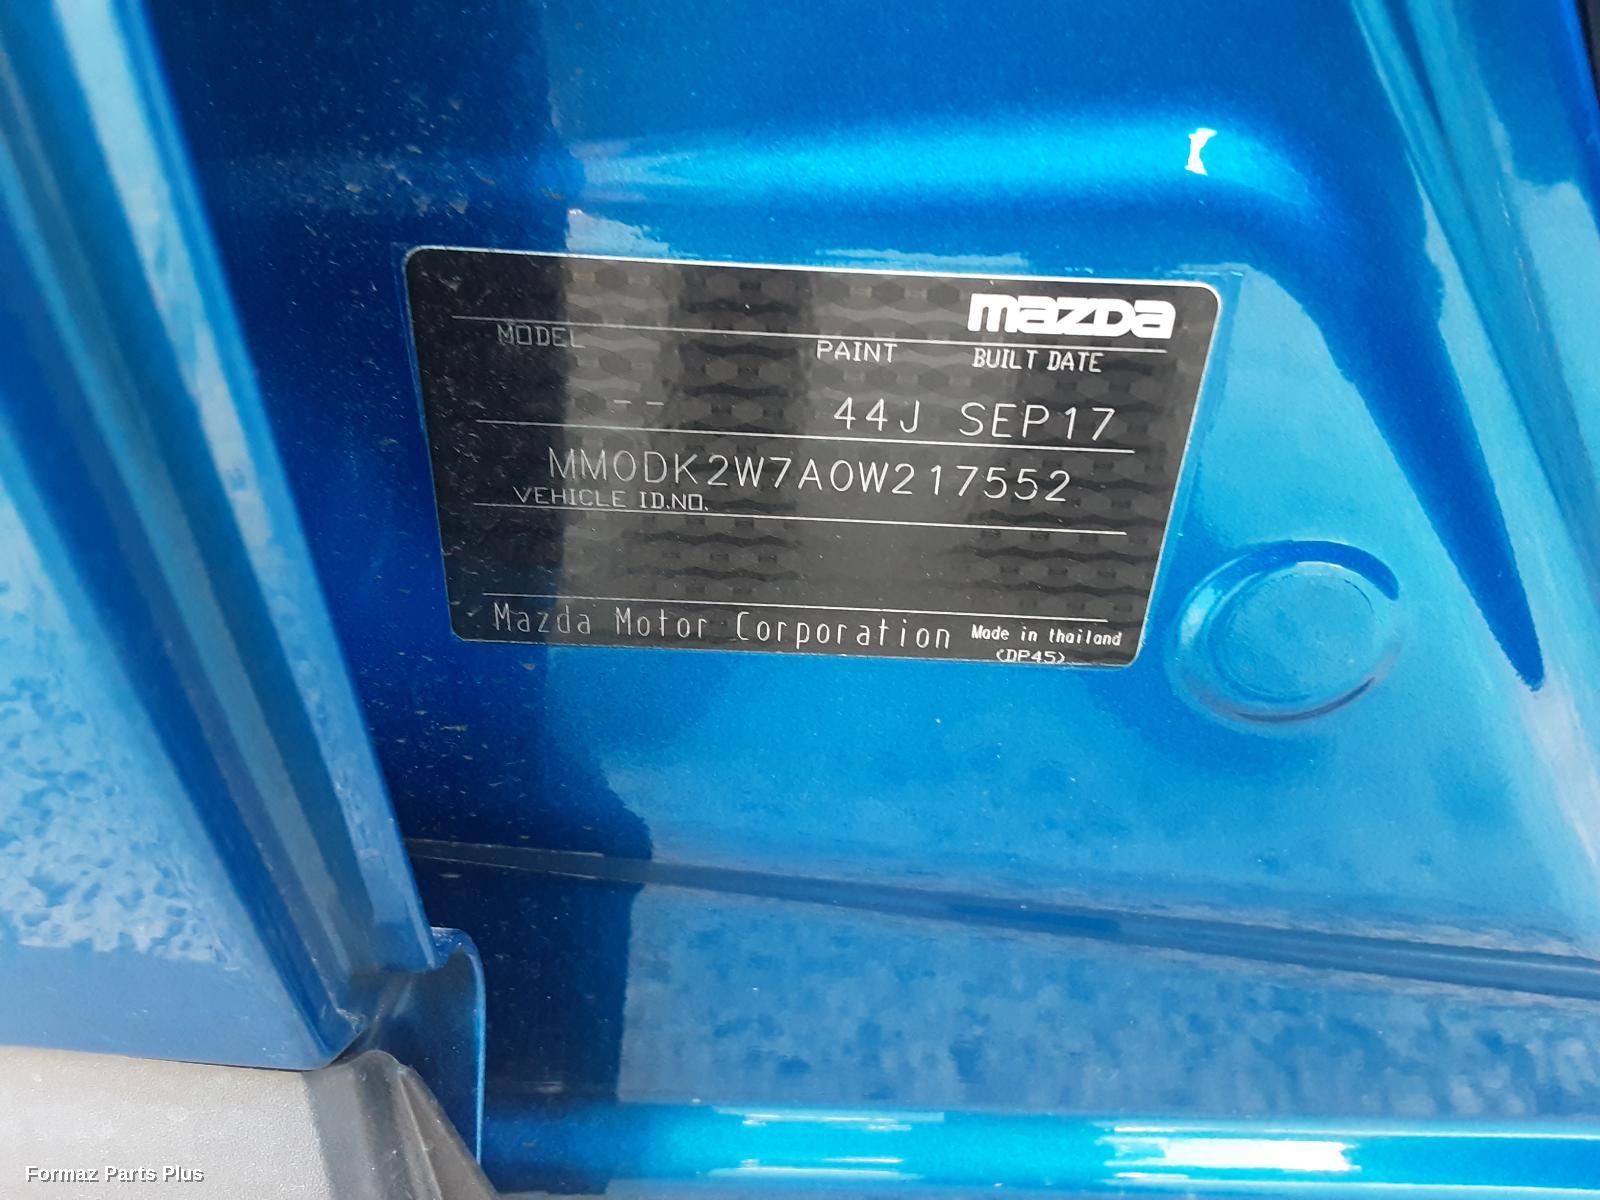 mazda
MODEL PAINT BUILT DATE
-- 44J SEP17
MM0DK2W7A0W217552
VEHICLE ID.NO.
Mazda Motor Corporation Made in thailand
(DP45)
Formaz Parts Plus